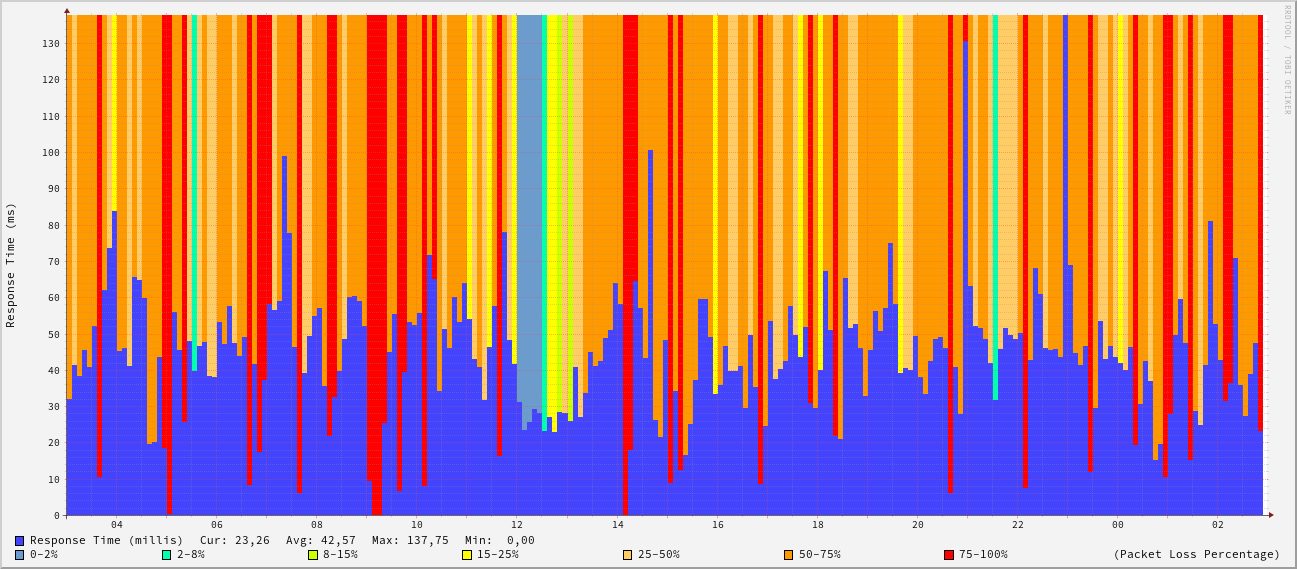 RRDTOOL / TOBI OETIKER
Response Time (ms)
130
120
110
100
90
80
70
60
50
40
30
20
10
0
04 06 08 10 12 14 16 18 20 22 00 02
Response Time (millis) Cur: 23,26 Avg: 42,57 Max: 137,75 Min: 0,00
0-2% 2-8% 8-15% 15-25% 25-50% 50-75% 75-100% (Packet Loss Percentage)